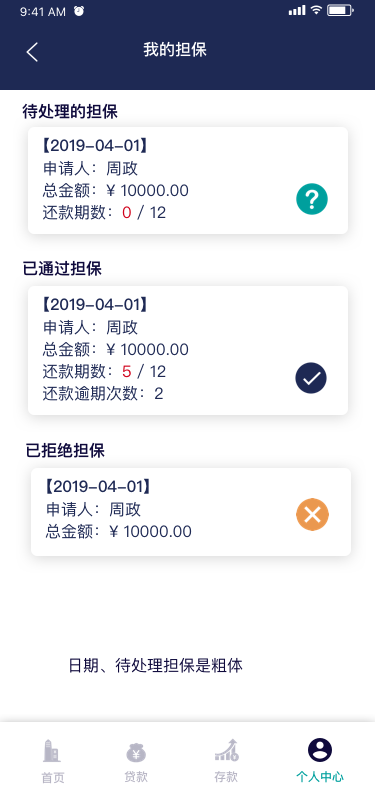 9:41 AM
我的担保
待处理的担保
【2019-04-01】
申请人：周政
总金额：¥ 10000.00
还款期数：0 / 12
已通过担保
【2019-04-01】
申请人：周政
总金额：¥ 10000.00
还款期数：5 / 12
还款逾期次数：2
已拒绝担保
【2019-04-01】
申请人：周政
总金额：¥ 10000.00
日期、待处理担保是粗体
首页 贷款 存款 个人中心